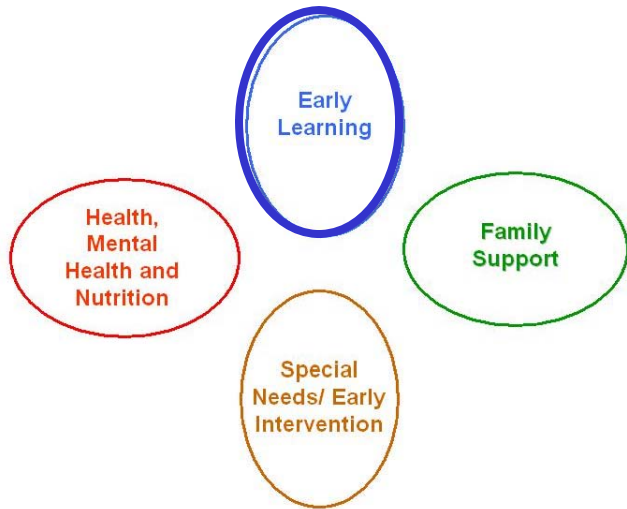 Early
Learning
Health,
Mental
Health and
Nutrition
Family
Support
Special
Needs/ Early
Intervention